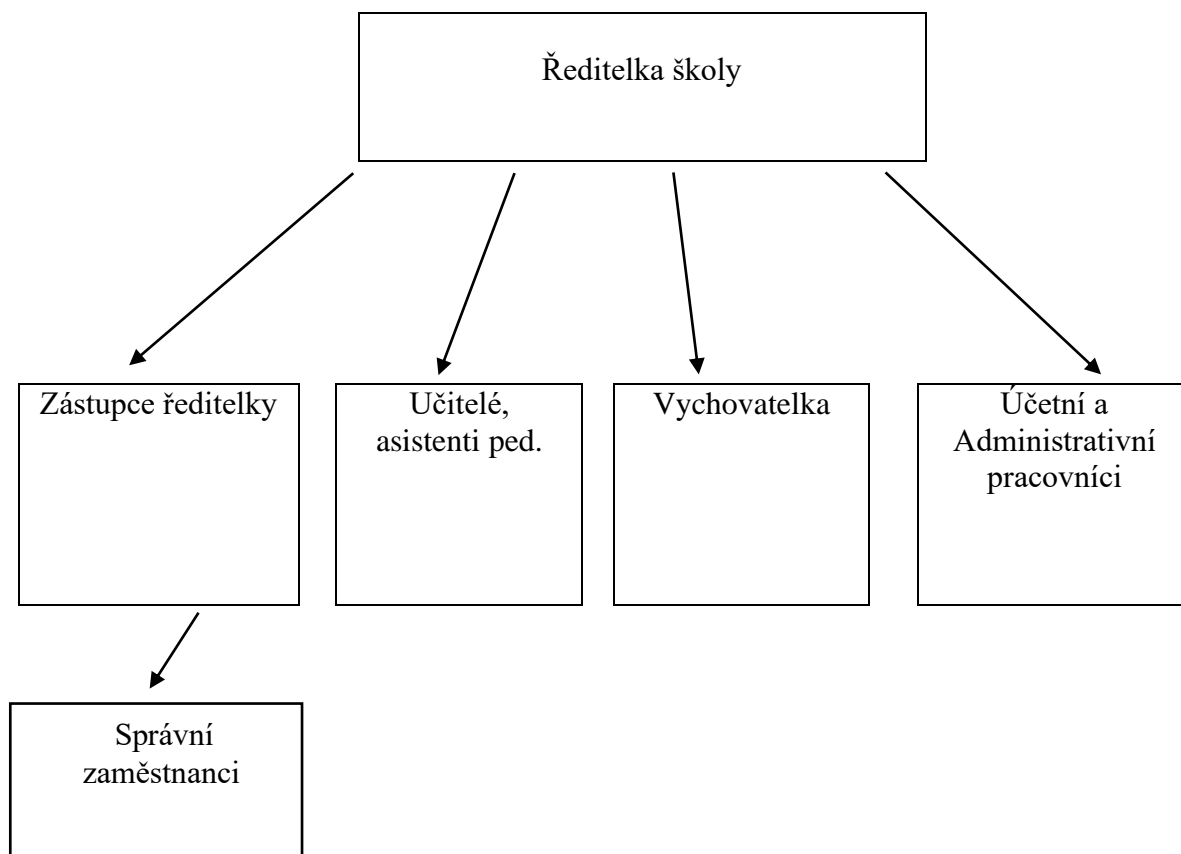 Ředitelka školy
Zástupce ředitelky
Učitelé,
asistenti ped.
Vychovatelka
Účetní a
Administrativní
pracovníci
Správní
zaměstnanci